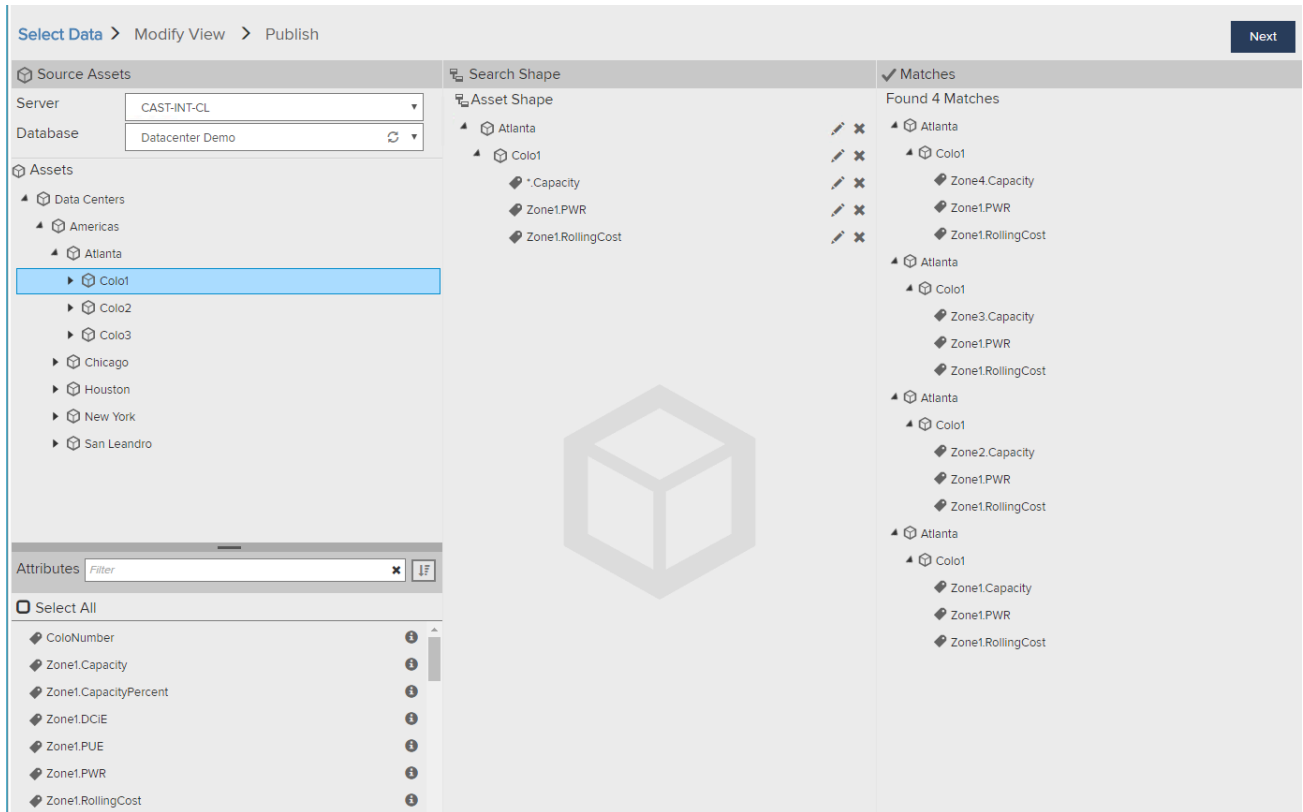 Select Data > Modify View > Publish
Next
Source Assets
Server
CAST-INT-CL
Database
Datacenter Demo
Assets
Data Centers
Americas
Atlanta
Colo1
Colo2
Colo3
Chicago
Houston
New York
San Leandro
Attributes
Filter
Select All
ColoNumber
Zone1.Capacity
Zone1.CapacityPercent
Zone1.DCiE
Zone1.PUE
Zone1.PWR
Zone1.RollingCost
Search Shape
Asset Shape
Atlanta
Colo1
*.Capacity
Zone1.PWR
Zone1.RollingCost
Matches
Found 4 Matches
Atlanta
Colo1
Zone4.Capacity
Zone1.PWR
Zone1.RollingCost
Atlanta
Colo1
Zone3.Capacity
Zone1.PWR
Zone1.RollingCost
Atlanta
Colo1
Zone2.Capacity
Zone1.PWR
Zone1.RollingCost
Atlanta
Colo1
Zone1.Capacity
Zone1.PWR
Zone1.RollingCost